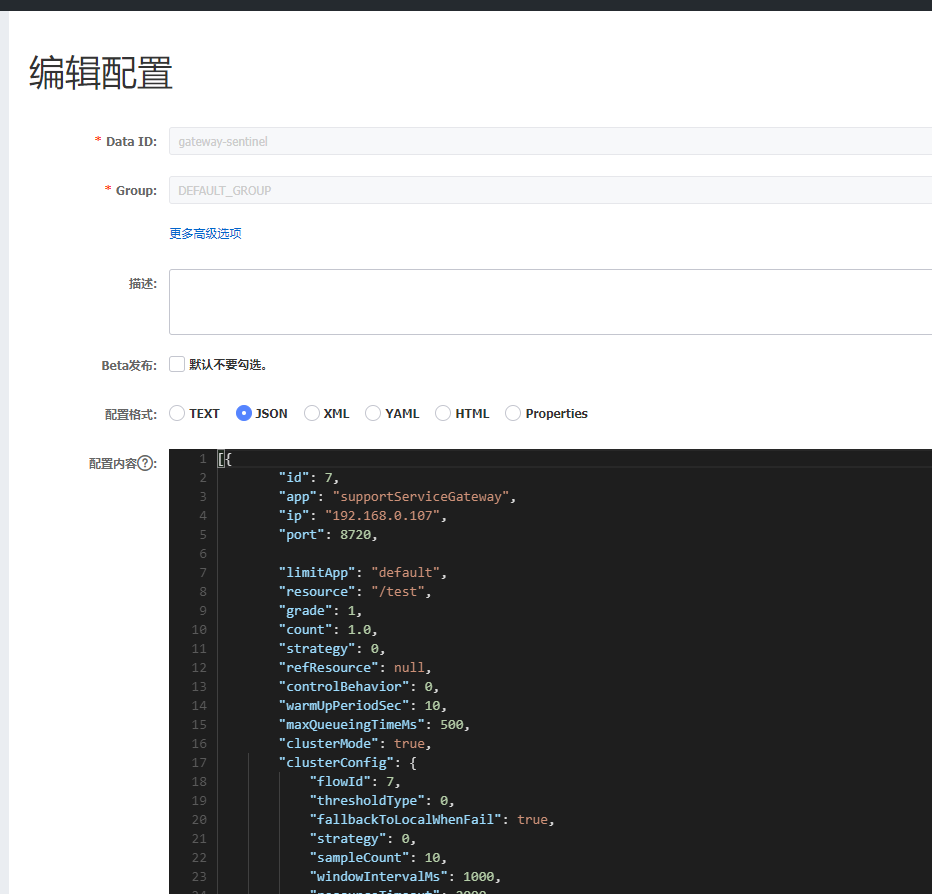 编辑配置
* Data ID: gateway-sentinel
* Group: DEFAULT_GROUP
更多高级选项
描述:
Beta发布: 默认不要勾选。
配置格式: TEXT JSON XML YAML HTML Properties
配置内容?:
1 [{
2 "id": 7,
3 "app": "supportServiceGateway",
4 "ip": "192.168.0.107",
5 "port": 8720,
6
7 "limitApp": "default",
8 "resource": "/test",
9 "grade": 1,
10 "count": 1.0,
11 "strategy": 0,
12 "refResource": null,
13 "controlBehavior": 0,
14 "warmUpPeriodSec": 10,
15 "maxQueueingTimeMs": 500,
16 "clusterMode": true,
17 "clusterConfig": {
18 "flowId": 7,
19 "thresholdType": 0,
20 "fallbackToLocalWhenFail": true,
21 "strategy": 0,
22 "sampleCount": 10,
23 "windowIntervalMs": 1000,